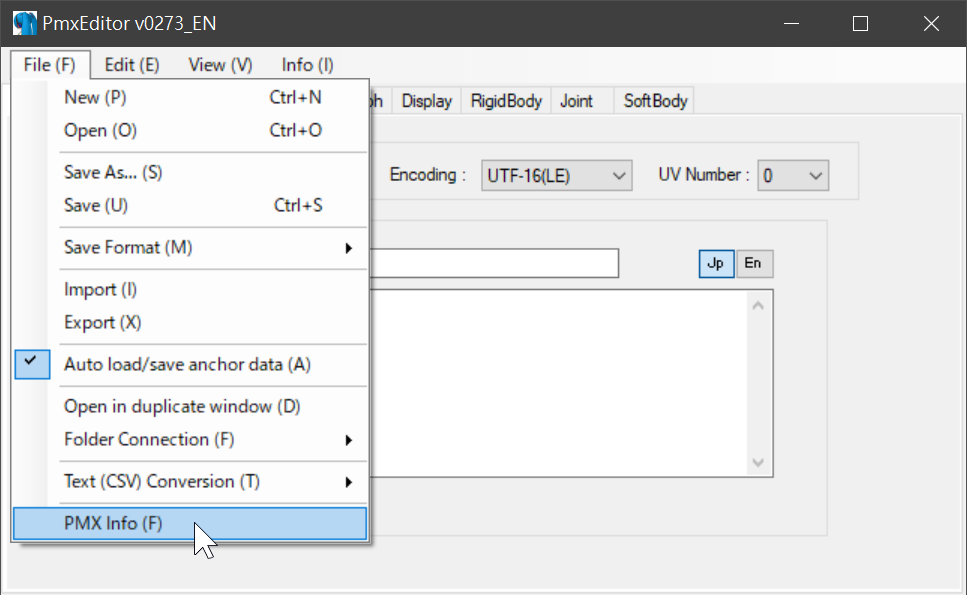 PmxEditor v0273_EN
File (F) Edit (E) View (V) Info (I)
Display RigidBody Joint SoftBody
New (P) Ctrl+N
Open (O) Ctrl+O
Save As... (S)
Encoding : UTF-16(LE) UV Number : 0
Save (U) Ctrl+S
Save Format (M)
Jp En
Import (I)
Export (X)
Auto load/save anchor data (A)
Open in duplicate window (D)
Folder Connection (F)
Text (CSV) Conversion (T)
PMX Info (F)